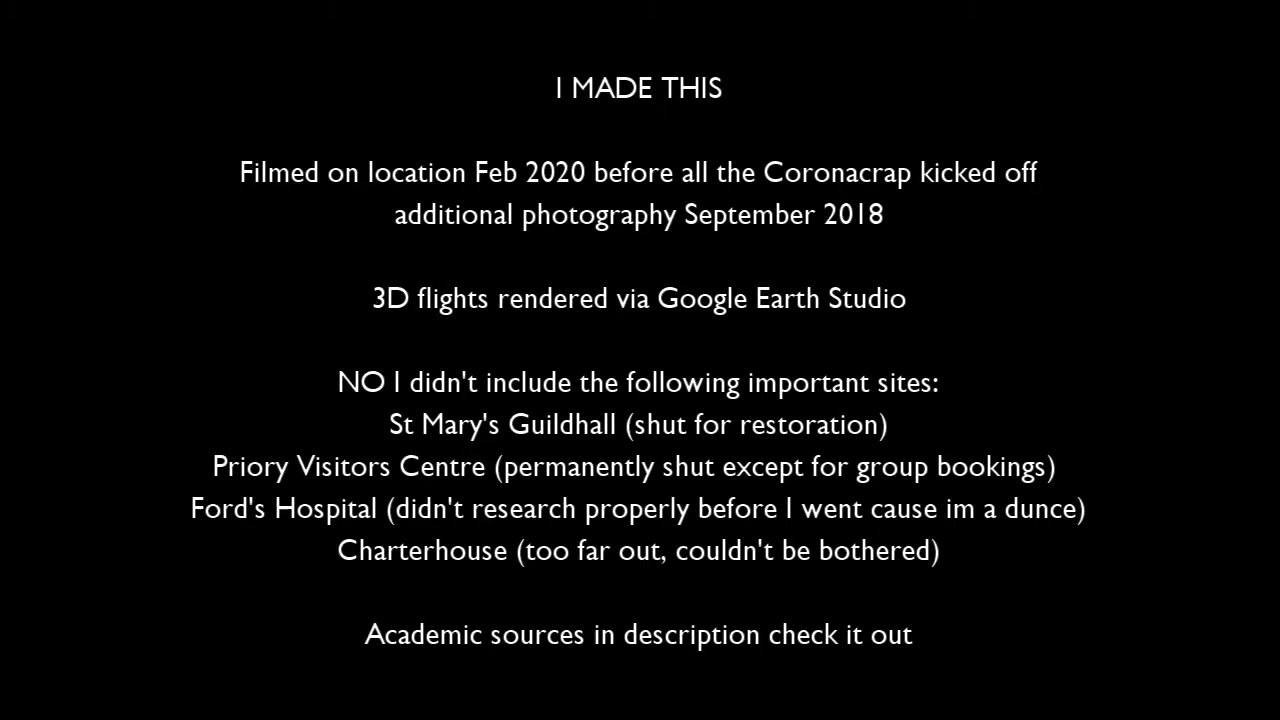 I MADE THIS
Filmed on location Feb 2020 before all the Coronacrap kicked off
additional photography September 2018
3D flights rendered via Google Earth Studio
NO I didn't include the following important sites:
St Mary's Guildhall (shut for restoration)
Priory Visitors Centre (permanently shut except for group bookings)
Ford's Hospital (didn't research properly before I went cause im a dunce)
Charterhouse (too far out, couldn't be bothered)
Academic sources in description check it out